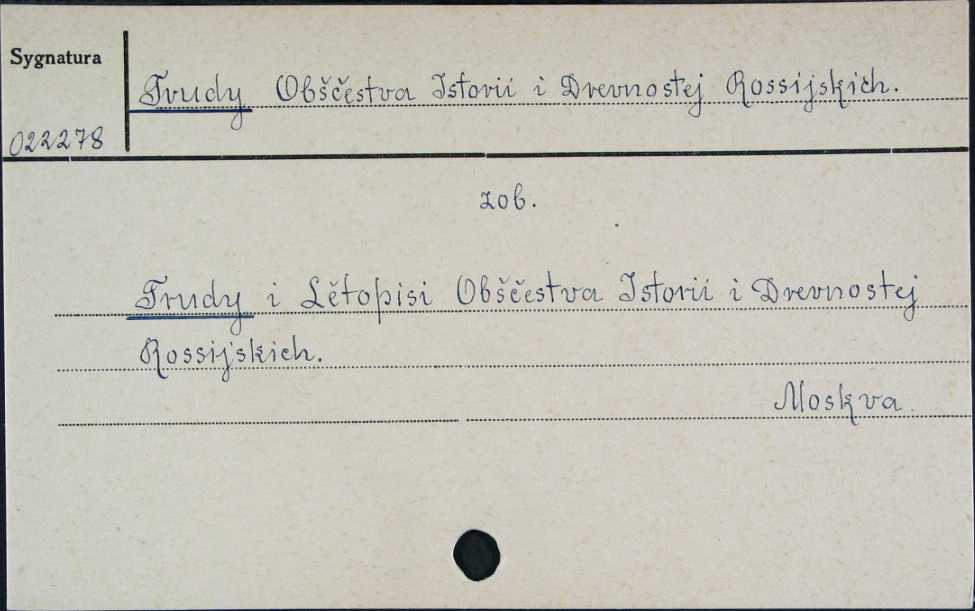 Sygnatura
Trudy Obščestva Istorii i Drevnostej Rossijskich.
022278
zob.
Trudy i Lětopisi Obščestva Istorii i Drevnostej
Rossijskich.
Moskva